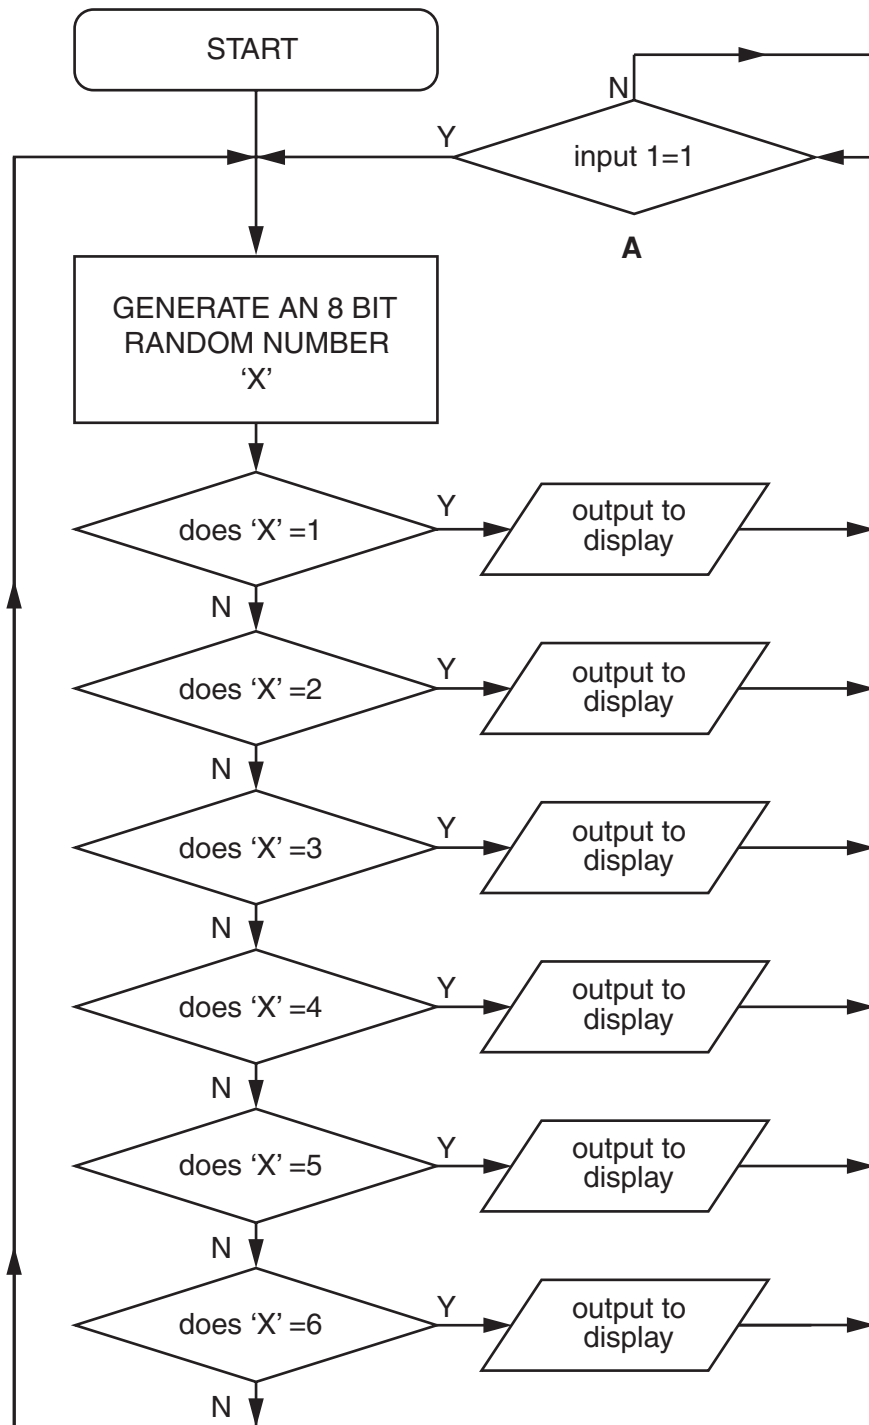 START
N
Y
input 1=1
A
GENERATE AN 8 BIT
RANDOM NUMBER
‘X’
does ‘X’ =1
Y
output to
display
N
does ‘X’ =2
Y
output to
display
N
does ‘X’ =3
Y
output to
display
N
does ‘X’ =4
Y
output to
display
N
does ‘X’ =5
Y
output to
display
N
does ‘X’ =6
Y
output to
display
N